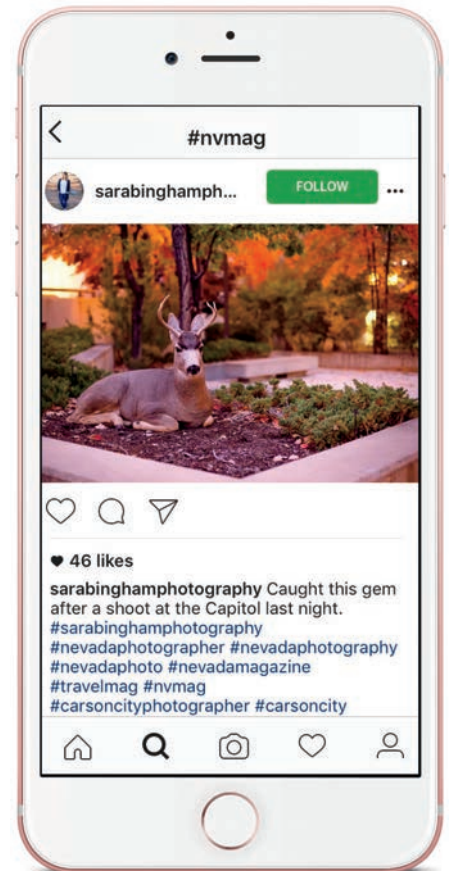 #nvmag
sarabinghamph...
FOLLOW
46 likes
sarabinghamphotography Caught this gem
after a shoot at the Capitol last night.
#sarabinghamphotography
#nevadaphotographer #nevadaphotography
#nevadaphoto #nevadamagazine
#travelmag #nvmag
#carsoncityphotographer #carsoncity